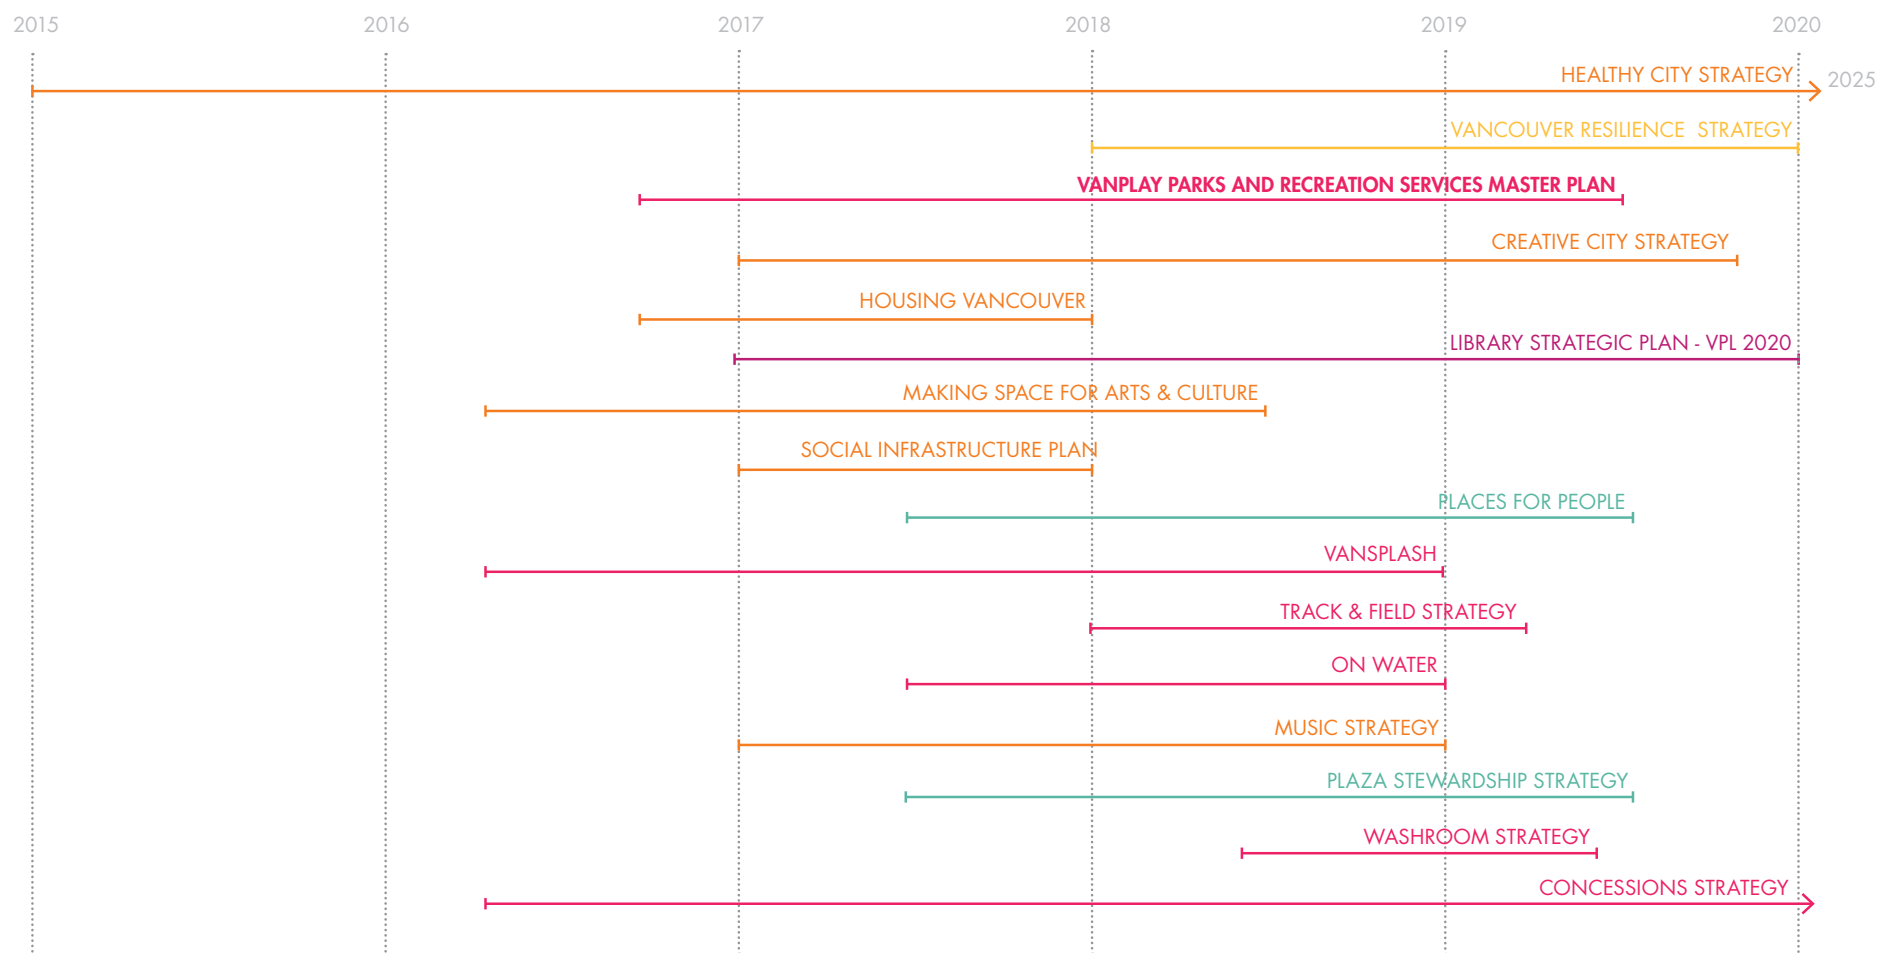 2015 2016 2017 2018 2019 2020
HEALTHY CITY STRATEGY 2025
VANCOUVER RESILIENCE STRATEGY
VANPLAY PARKS AND RECREATION SERVICES MASTER PLAN
CREATIVE CITY STRATEGY
HOUSING VANCOUVER
LIBRARY STRATEGIC PLAN - VPL 2020
MAKING SPACE FOR ARTS & CULTURE
SOCIAL INFRASTRUCTURE PLAN
PLACES FOR PEOPLE
VANSPLASH
TRACK & FIELD STRATEGY
ON WATER
MUSIC STRATEGY
PLAZA STEWARDSHIP STRATEGY
WASHROOM STRATEGY
CONCESSIONS STRATEGY